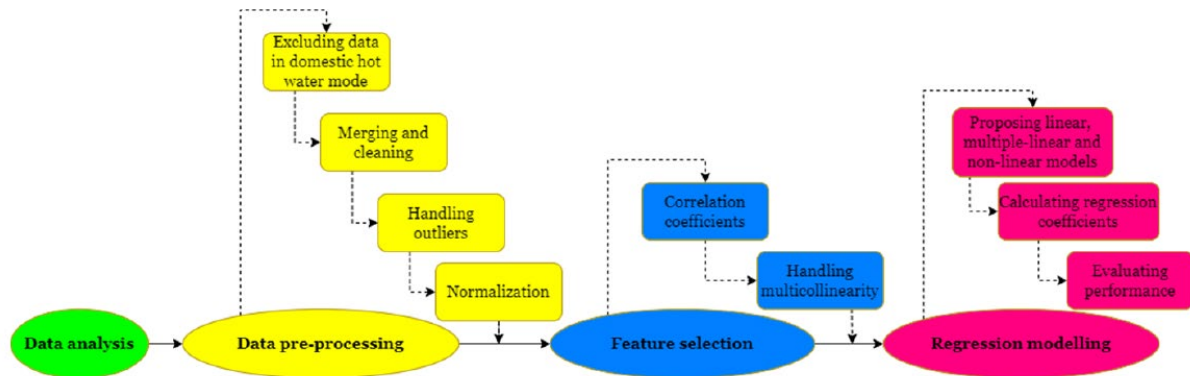 Excluding data
in domestic hot
water mode
Merging and
cleaning
Handling
outliers
Normalization
Correlation
coefficients
Handling
multicollinearity
Proposing linear,
multiple-linear and
non-linear models
Calculating regression
coefficients
Evaluating
performance
Data analysis
Data pre-processing
Feature selection
Regression modelling